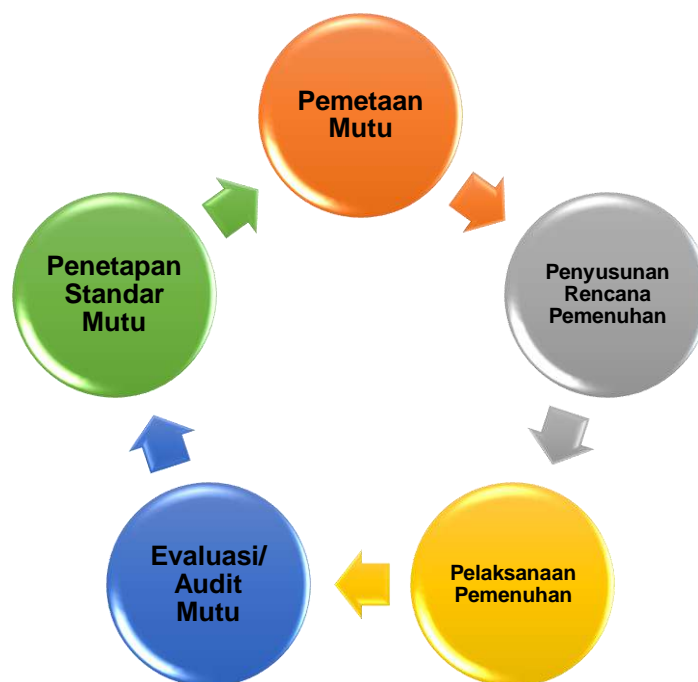 Pemetaan
Mutu
Penyusunan
Rencana
Pemenuhan
Pelaksanaan
Pemenuhan
Evaluasi/
Audit
Mutu
Penetapan
Standar
Mutu